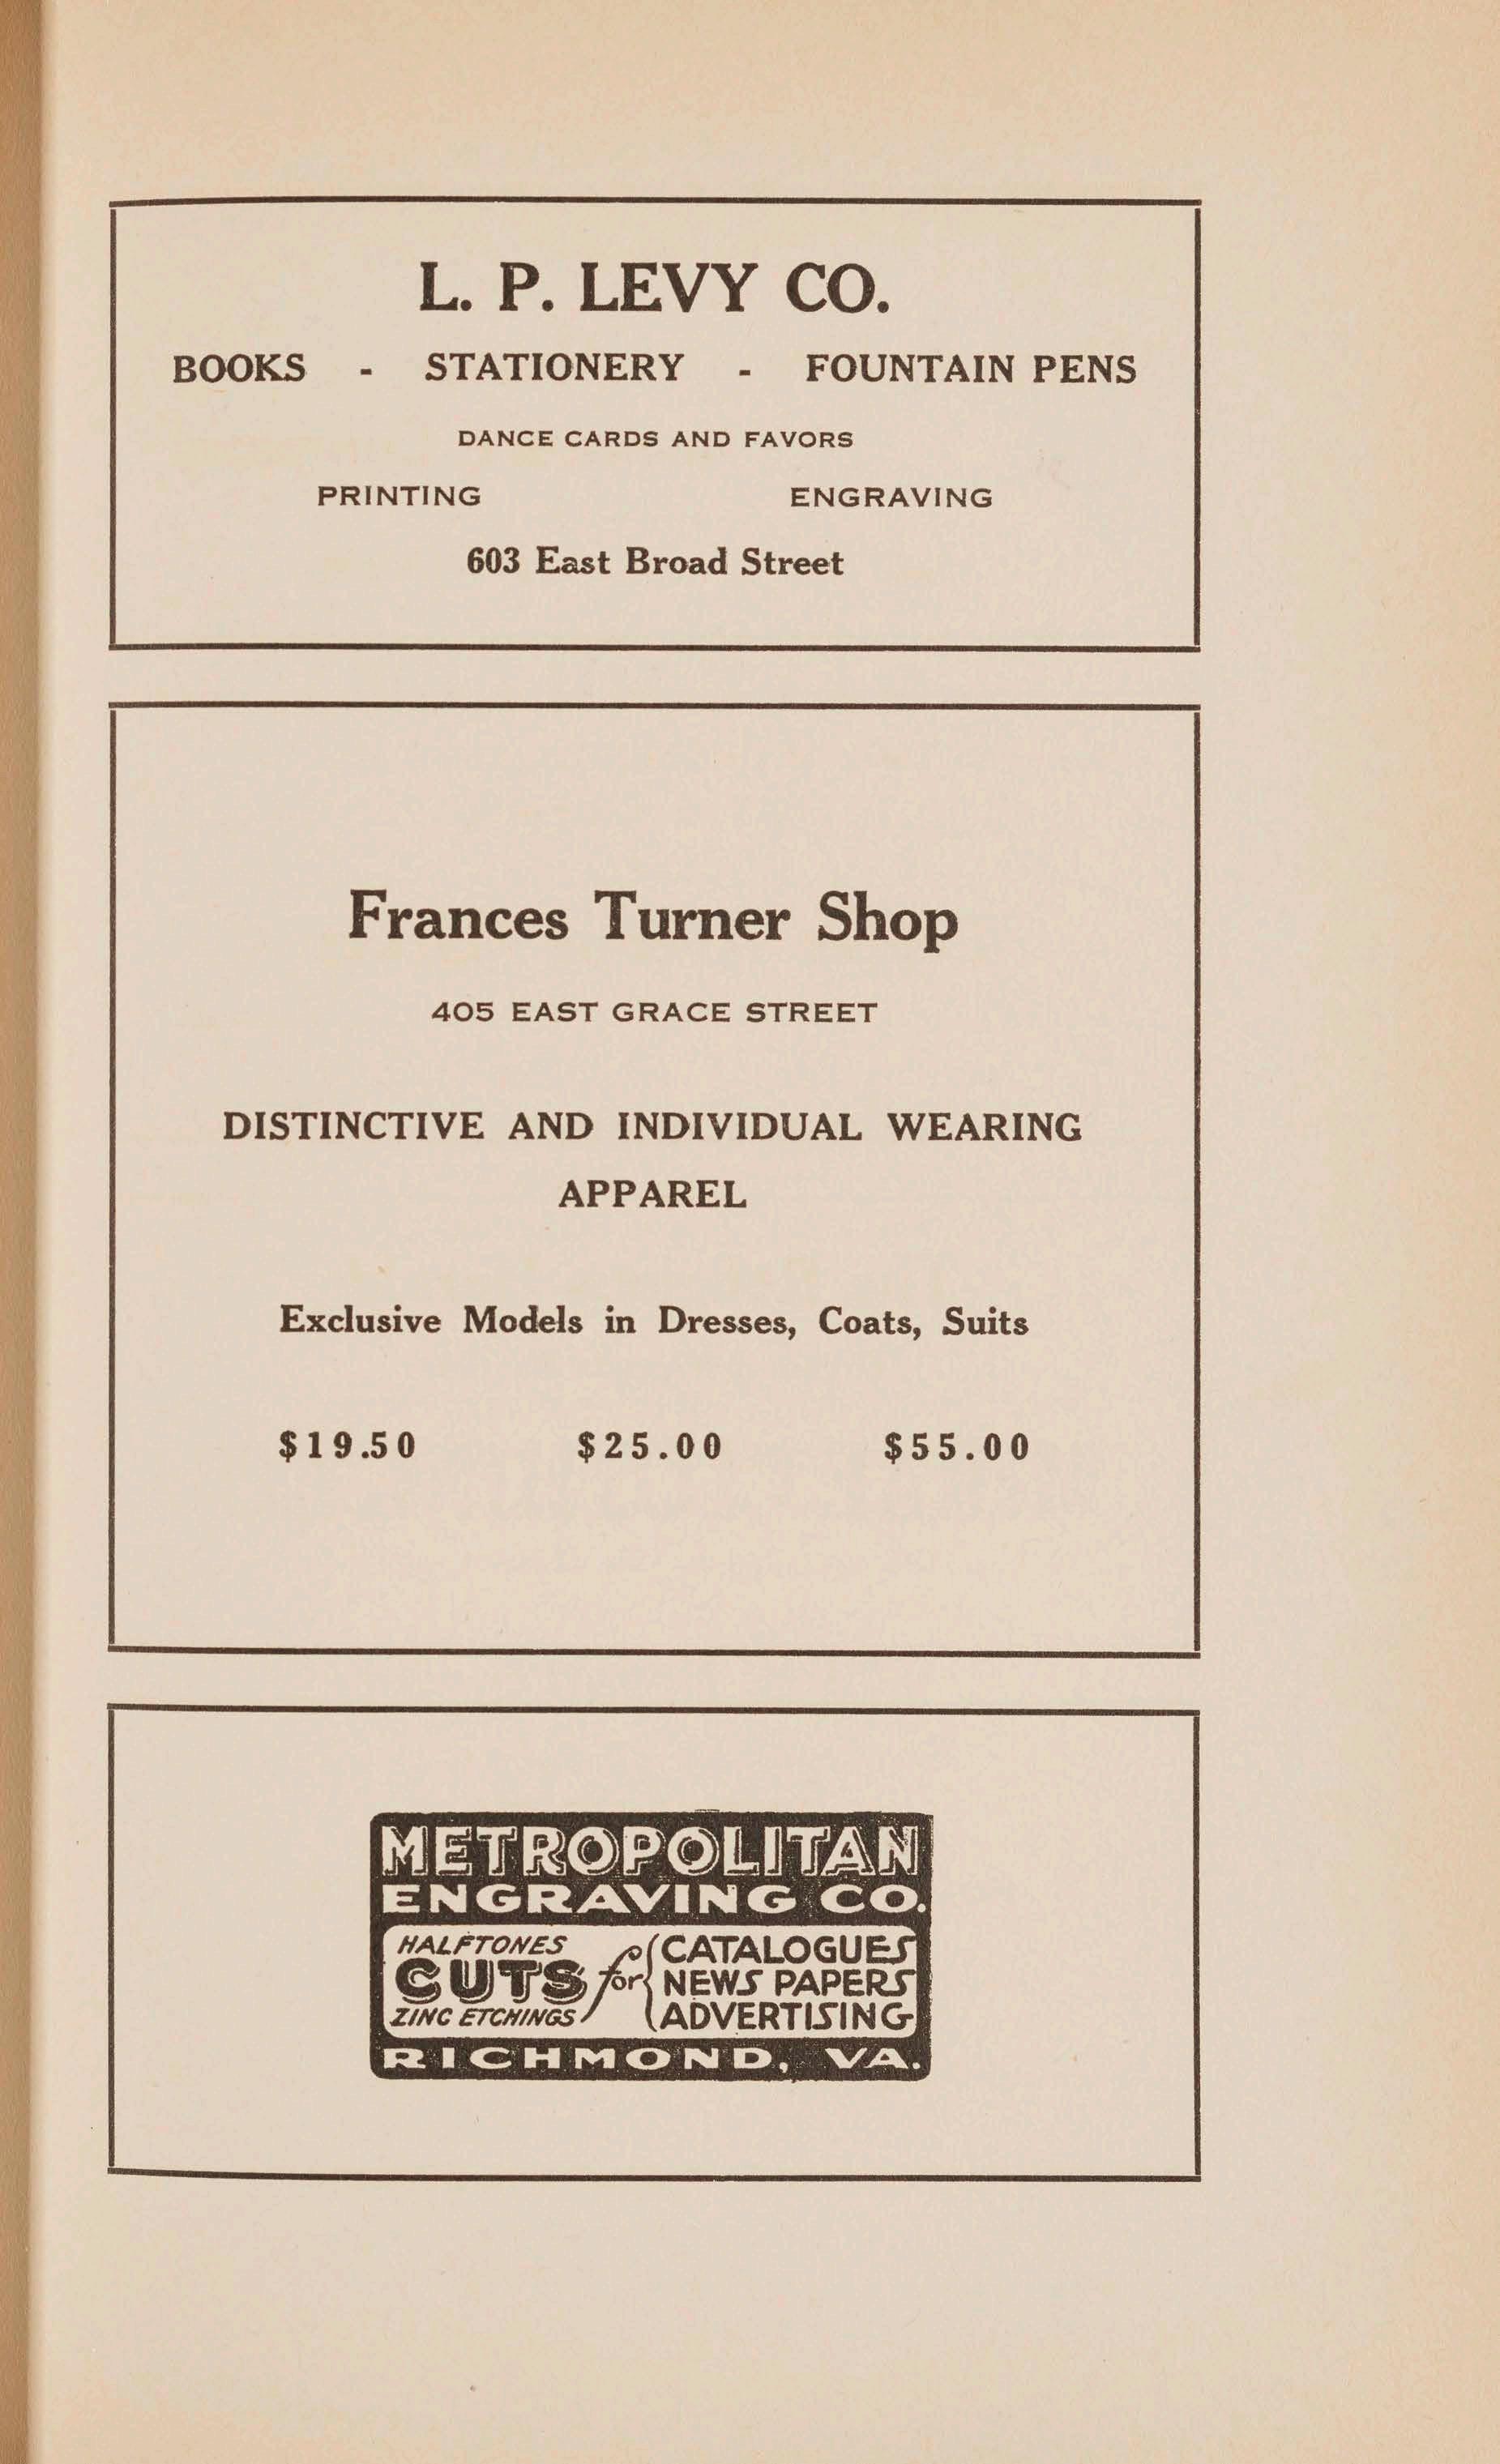 L. P. LEVY CO.
BOOKS - STATIONERY - FOUNTAIN PENS
DANCE CARDS AND FAVORS
PRINTING ENGRAVING
603 East Broad Street
Frances Turner Shop
405 EAST GRACE STREET
DISTINCTIVE AND INDIVIDUAL WEARING
APPAREL
Exclusive Models in Dresses, Coats, Suits
$19.50 $25.00 $55.00
METROPOLITAN
ENGRAVING CO.
HALFTONES
CUTS
ZINC ETCHINGS
for
CATALOGUES
NEWS PAPERS
ADVERTISING
RICHMOND, VA.